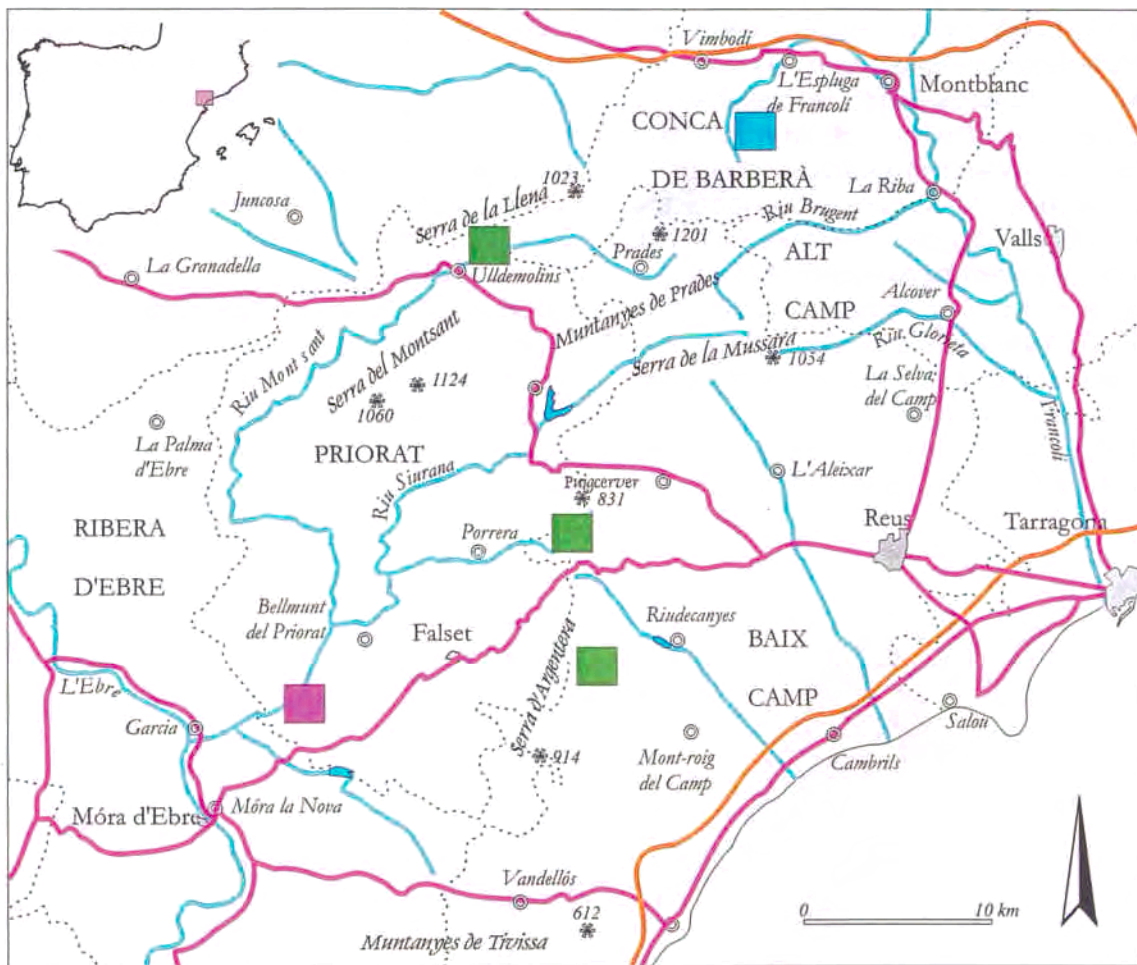 Vimbodí
L'Espluga
de Francolí
Montblanc
CONCA
DE BARBERÀ
1023
Serra de la Llena
Juncosa
La Riba
Riu Brugent
1201
Prades
ALT
Valls
La Granadella
Ulldemolins
Muntanyes de Prades
CAMP
Alcover
Riu Glorieta
Serra de la Mussara
1054
Riu Montsant
Serra del Montsant
1124
1060
La Selva
del Camp
Francolí
La Palma
d'Ebre
PRIORAT
Riu Siurana
L'Aleixar
Puigcerver
831
RIBERA
D'EBRE
Porrera
Reus
Tarragona
Bellmunt
del Priorat
Falset
Riudecanyes
BAIX
CAMP
Serra d'Argentera
L'Ebre
Garcia
914
Mont-roig
del Camp
Salou
Cambrils
Móra d'Ebre
Móra la Nova
Vandellós
612
Muntanyes de Tivissa
0
10 km